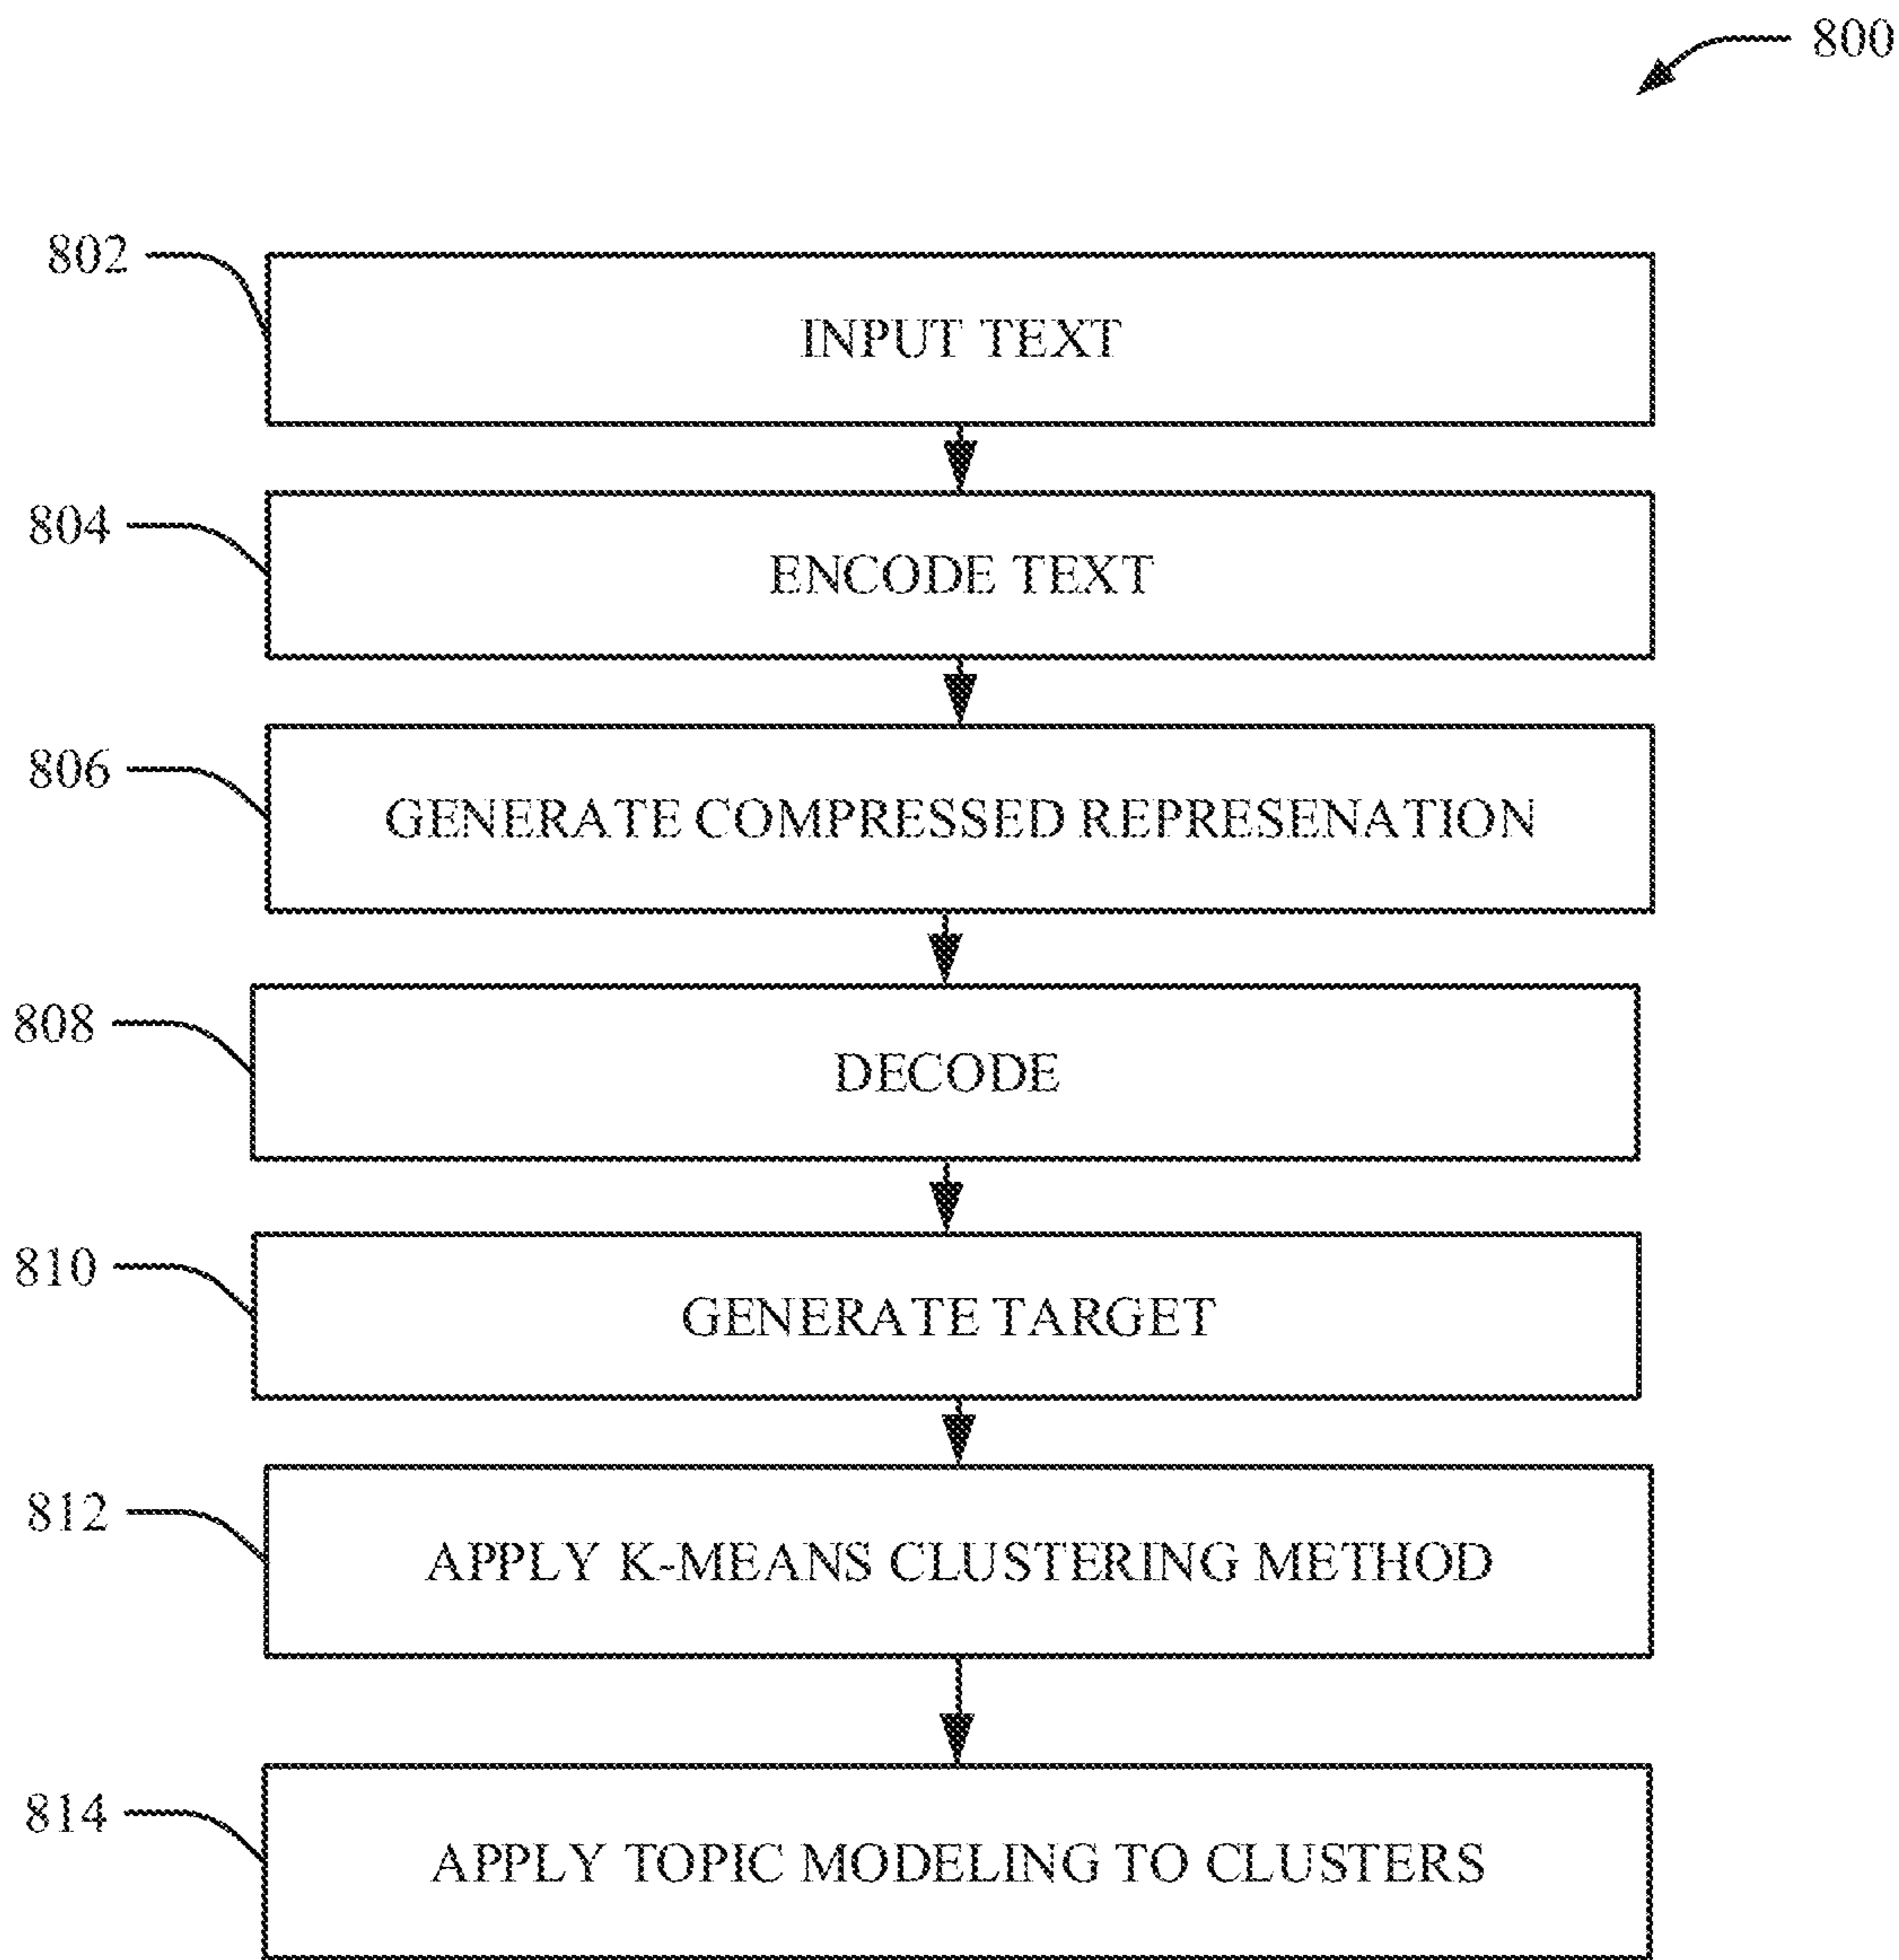 800
802
INPUT TEXT
804
ENCODE TEXT
806
GENERATE COMPRESSED REPRESENATION
808
DECODE
810
GENERATE TARGET
812
APPLY K-MEANS CLUSTERING METHOD
814
APPLY TOPIC MODELING TO CLUSTERS